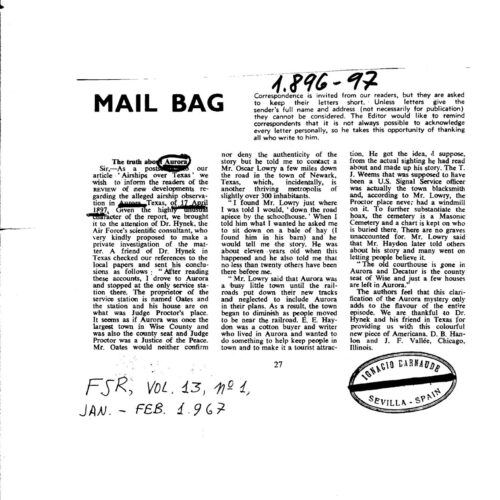 1.896-97
MAIL BAG
Correspondence is invited from our readers, but they are asked
to keep their letters short. Unless letters give the
sender's full name and address (not necessarily for publication)
they cannot be considered. The Editor would like to remind
correspondents that it is not always possible to acknowledge
every letter personally, so he takes this opportunity of thanking
all who write to him.
The truth about Aurora
Sir,—As a postscript our
article 'Airships over Texas' we
wish to inform the readers of the
REVIEW of new developments re-
garding the alleged airship observa-
tion in Aurora, Texas, of 17 April
1897. Given the highly unusual
character of the report, we brought
it to the attention of Dr. Hynek, the
Air Force's scientific consultant, who
very kindly proposed to make a
private investigation of the mat-
ter. A friend of Dr. Hynek in
Texas checked our references to the
local papers and sent his conclu-
sions as follows : "After reading
these accounts, I drove to Aurora
and stopped at the only service sta-
tion there. The proprietor of the
service station is named Oates and
the station and his house are on
what was Judge Proctor's place.
It seems as if Aurora was once the
largest town in Wise County and
was also the county seat and Judge
Proctor was a Justice of the Peace.
Mr. Oates would neither confirm
nor deny the authenticity of the
story but he told me to contact a
Mr. Oscar Lowry a few miles down
the road in the town of Newark,
Texas, which, incidentally, is
another thriving metropolis of
slightly over 300 inhabitants.
"I found Mr. Lowry just where
I was told I would, 'down the road
apiece by the schoolhouse.' When I
told him what I wanted he asked me
to sit down on a bale of hay (I
found him in his barn) and he
would tell me the story. He was
about eleven years old when this
happened and he also told me that
no less than twenty others have been
there before me.
"Mr. Lowry said that Aurora was
a busy little town until the rail-
roads put down their new tracks
and neglected to include Aurora
in their plans. As a result, the town
began to diminish as people moved
to be near the railroad. E. E. Hay-
don was a cotton buyer and writer
who lived in Aurora and wanted to
do something to help keep people in
town and to make it a tourist attrac-
tion. He got the idea, I suppose,
from the actual sighting he had read
about and made up his story. The T.
J. Weems that was supposed to have
been a U.S. Signal Service officer
was actually the town blacksmith
and, according to Mr. Lowry, the
Proctor place never had a windmill
on it. To further substantiate the
hoax, the cemetery is a Masonic
Cemetery and a chart is kept on who
is buried there. There are no graves
unaccounted for. Mr. Lowry said
that Mr. Haydon later told others
about his story and many went on
letting people believe it.
"The old courthouse is gone in
Aurora and Decatur is the county
seat of Wise and just a few houses
are left in Aurora."
The authors feel that this clari-
fication of the Aurora mystery only
adds to the flavour of the entire
episode. We are thankful to Dr.
Hynek and his friend in Texas for
providing us with this colourful
new piece of Americana. D. B. Han-
lon and J. F. Vallée, Chicago,
Illinois.
27
FSR, VOL. 13, nº 1,
JAN. - FEB. 1.967
IGNACIO DARNAUDE
SEVILLA - SPAIN